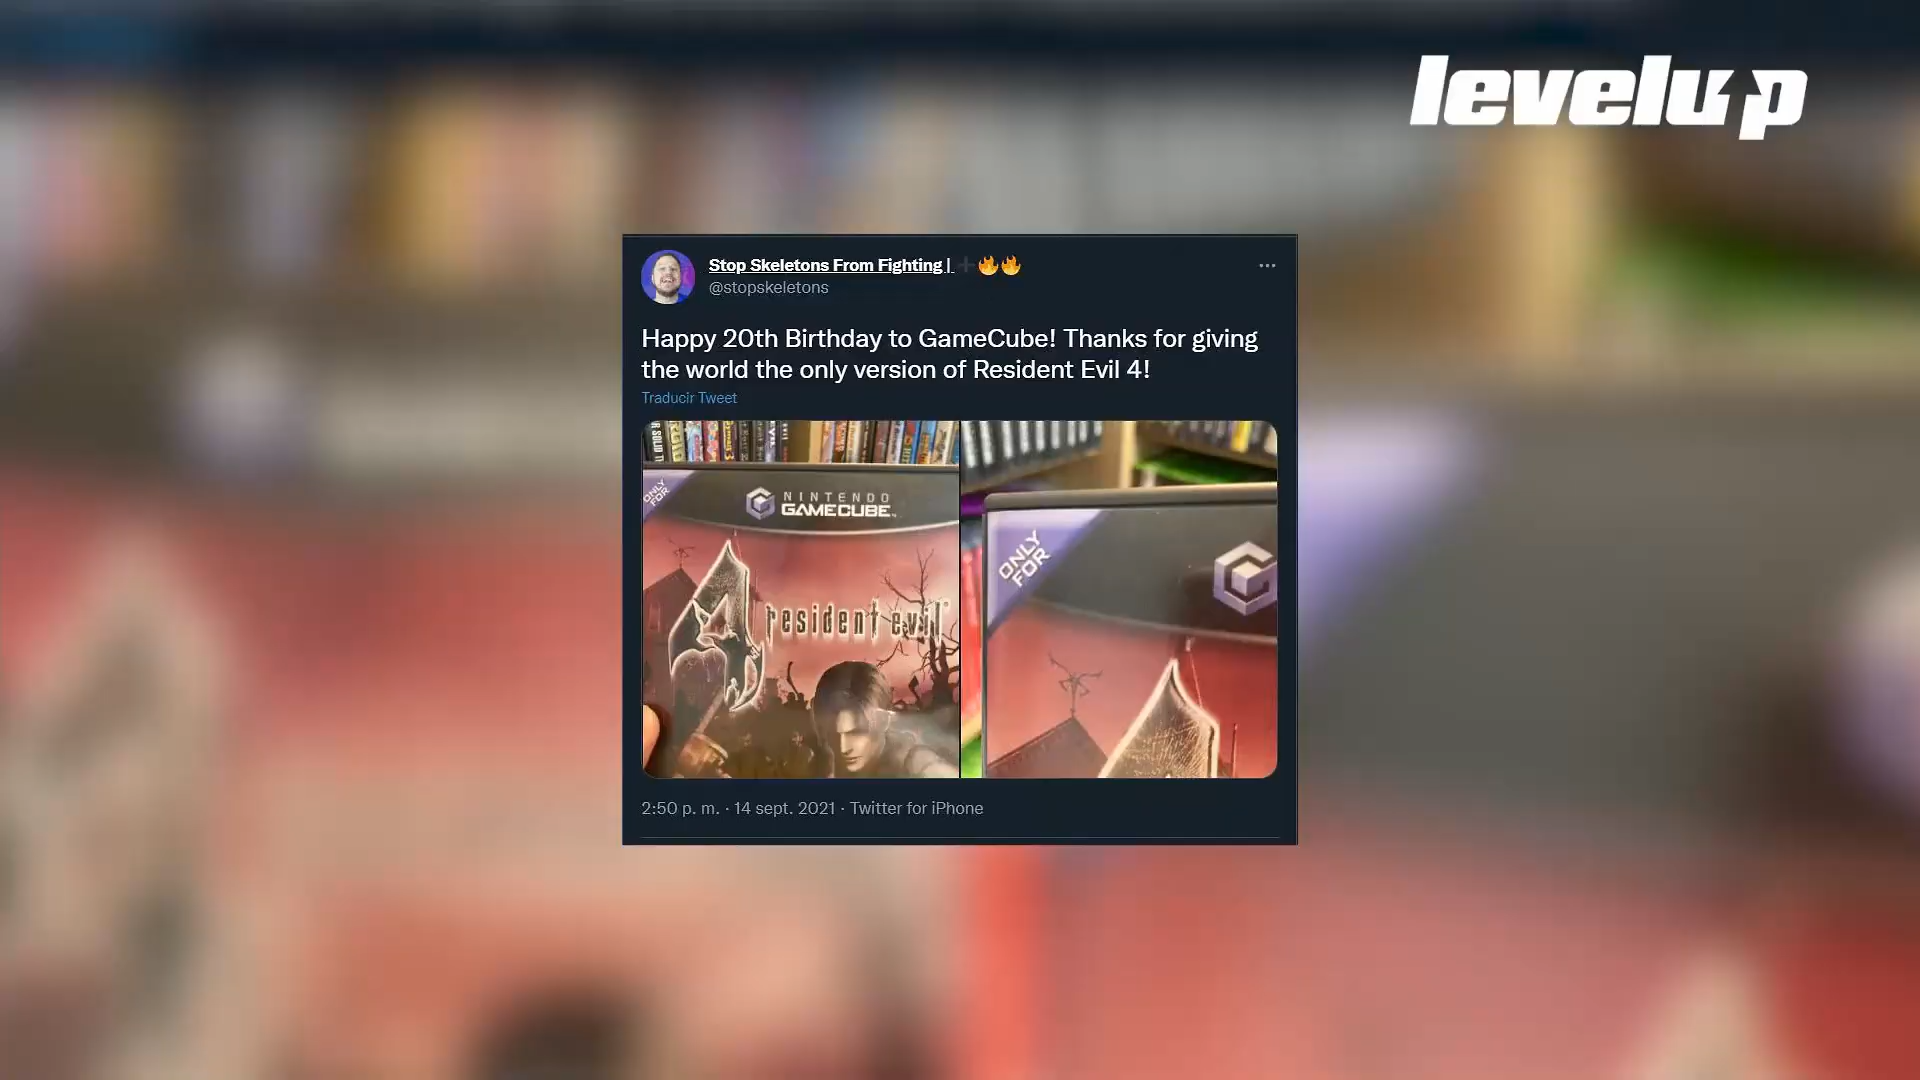 levelup
Stop Skeletons From Fighting | ➕🔥🔥
@stopskeletons
Happy 20th Birthday to GameCube! Thanks for giving
the world the only version of Resident Evil 4!
Traducir Tweet
ONLY
FOR
NINTENDO
GAMECUBE
4
resident evil
ONLY
FOR
2:50 p. m. · 14 sept. 2021 · Twitter for iPhone